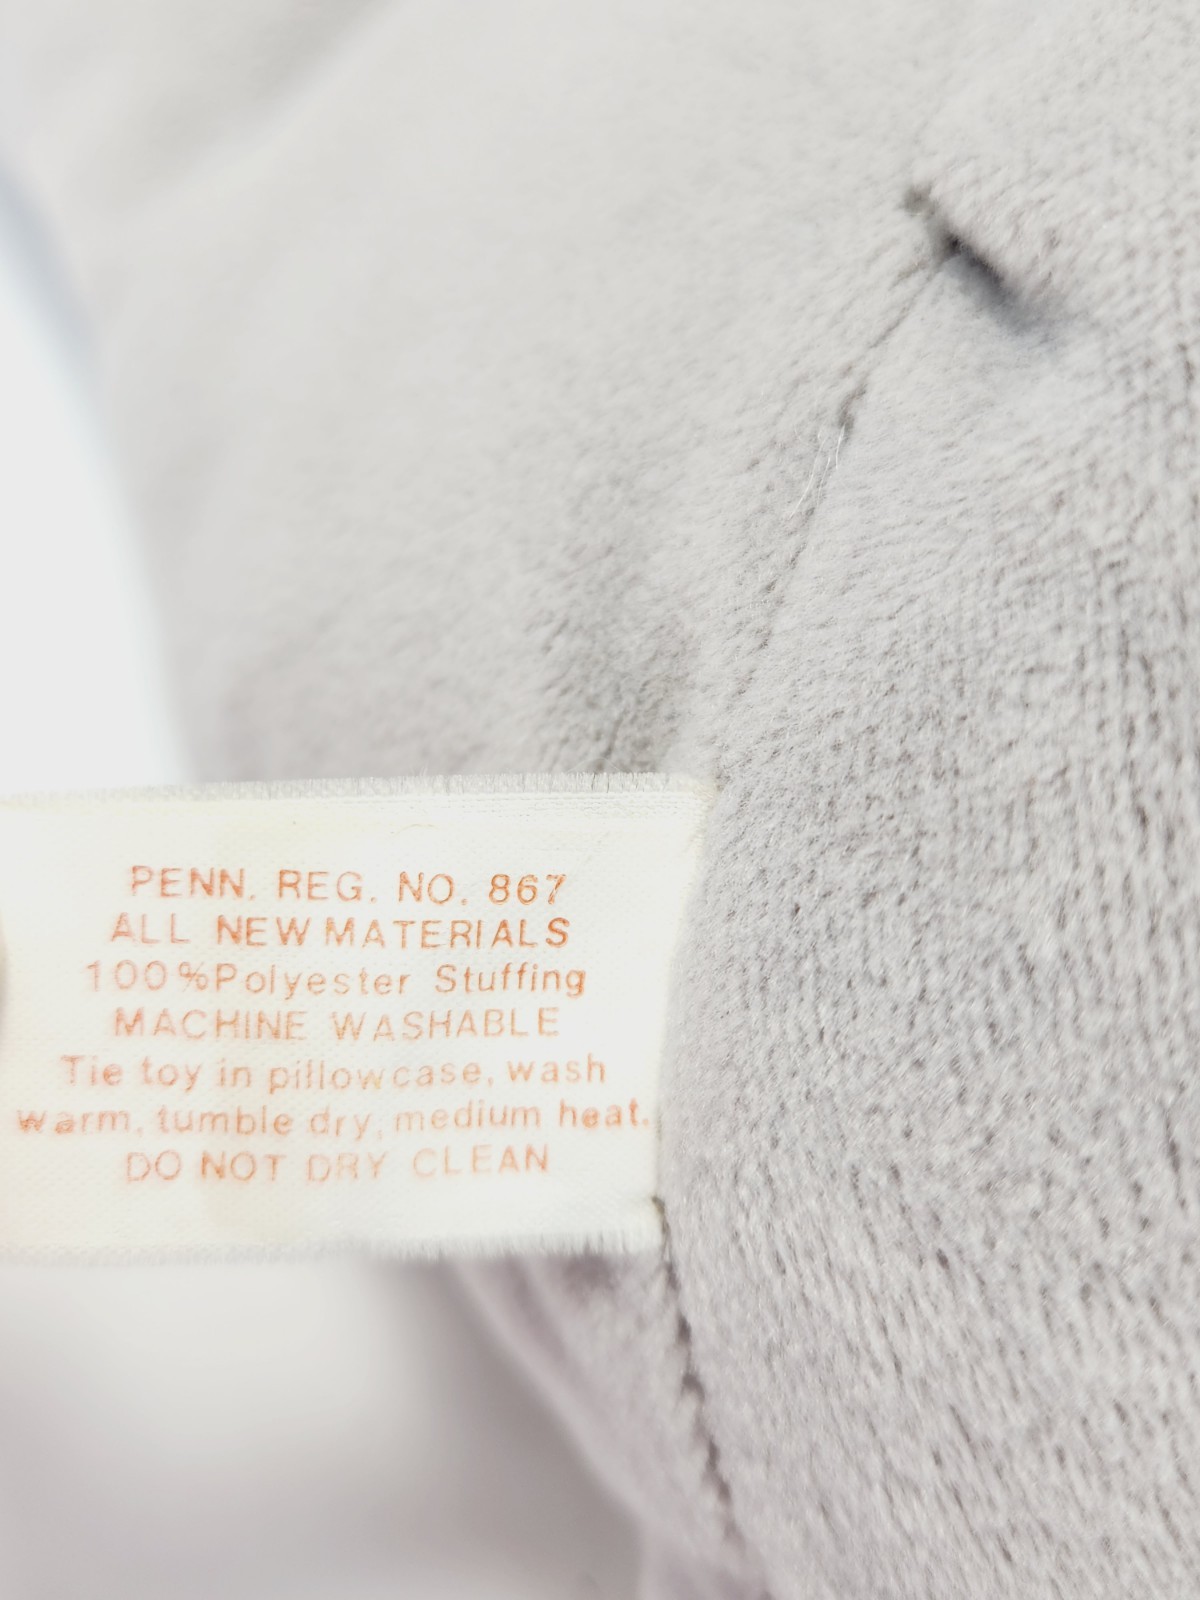 PENN. REG. NO. 867
ALL NEW MATERIALS
100%Polyester Stuffing
MACHINE WASHABLE
Tie toy in pillowcase, wash
warm, tumble dry, medium heat.
DO NOT DRY CLEAN